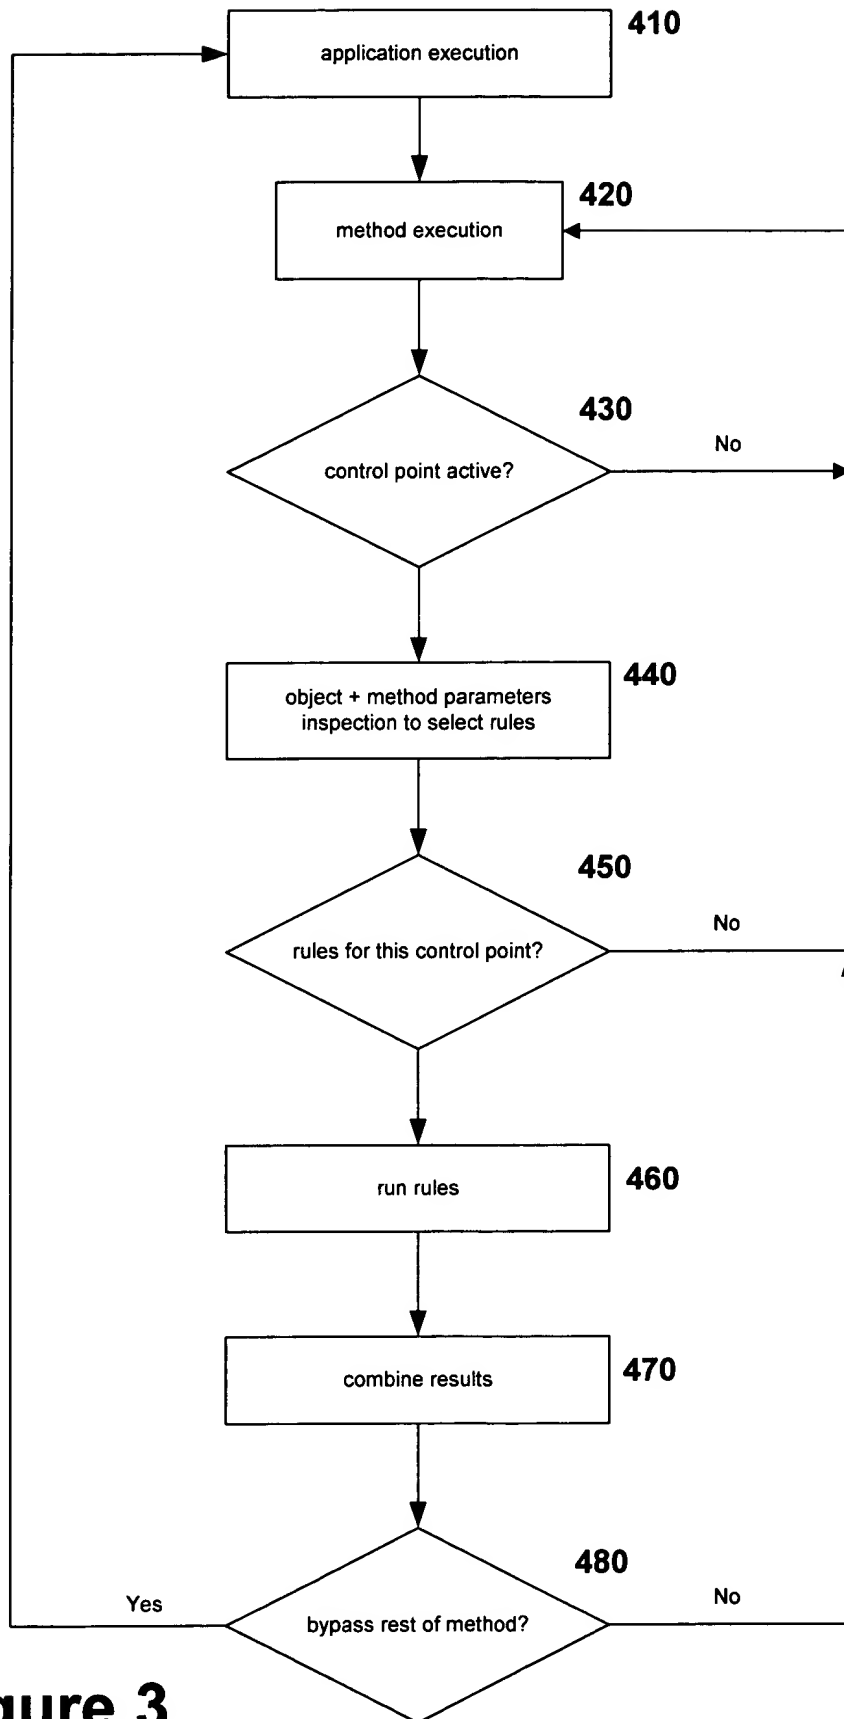 410
application execution
420
method execution
430
control point active?
No
440
object + method parameters
inspection to select rules
450
rules for this control point?
No
460
run rules
470
combine results
480
Yes
bypass rest of method?
No
gure 3